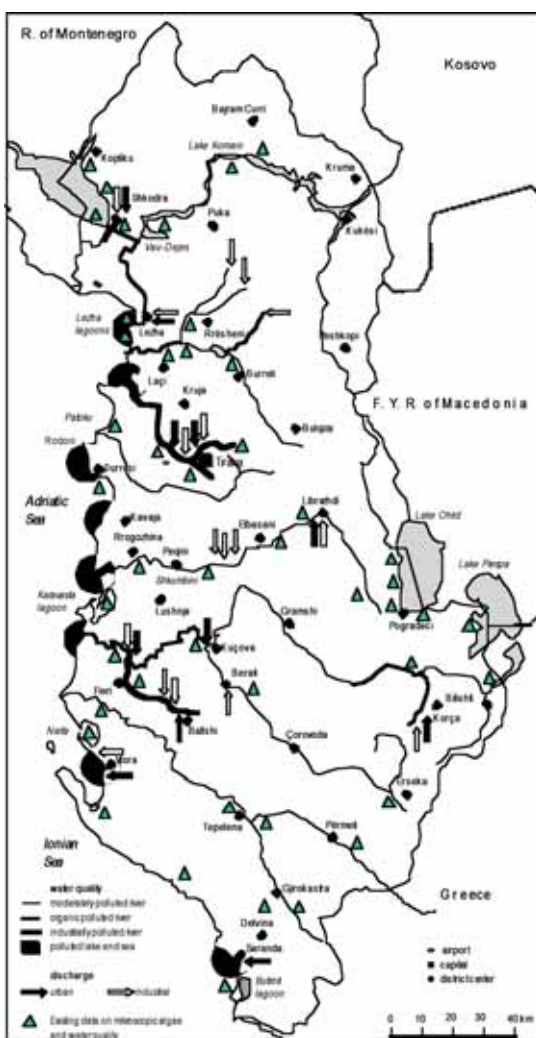 R. of Montenegro
Kosovo
Bajram Curri
Lake Komani
Kopliku
Kruma
Shkodra
Puka
Kukësi
Vau-Dejes
Lezha
lagoons
Lezha
Rrësheni
Peshkopi
Laçi
Burreli
Kruja
F. Y. R. of Macedonia
Bulqiza
Rodoni
Tirana
Durresi
Adriatic
Sea
Librazhdi
Lake Ohrid
Kavaja
Elbasani
Rrogozhina
Peqini
Lake Prespa
Shkumbini
Karavasta
lagoon
Lushnja
Gramshi
Pogradeci
Kuçova
Fieri
Berati
Bilishti
Ballshi
Korça
Narta
Çorovoda
Vlora
Erseka
Tepelena
Përmeti
Ionian
Sea
Gjirokastra
Greece
water quality
moderately polluted river
organic polluted river
industrially polluted river
polluted lake and sea
Delvina
Saranda
airport
capital
district center
discharge
urban
industrial
Butrint
lagoon
Existing data on microscopic algae
and water quality
0 10 20 30 40 km